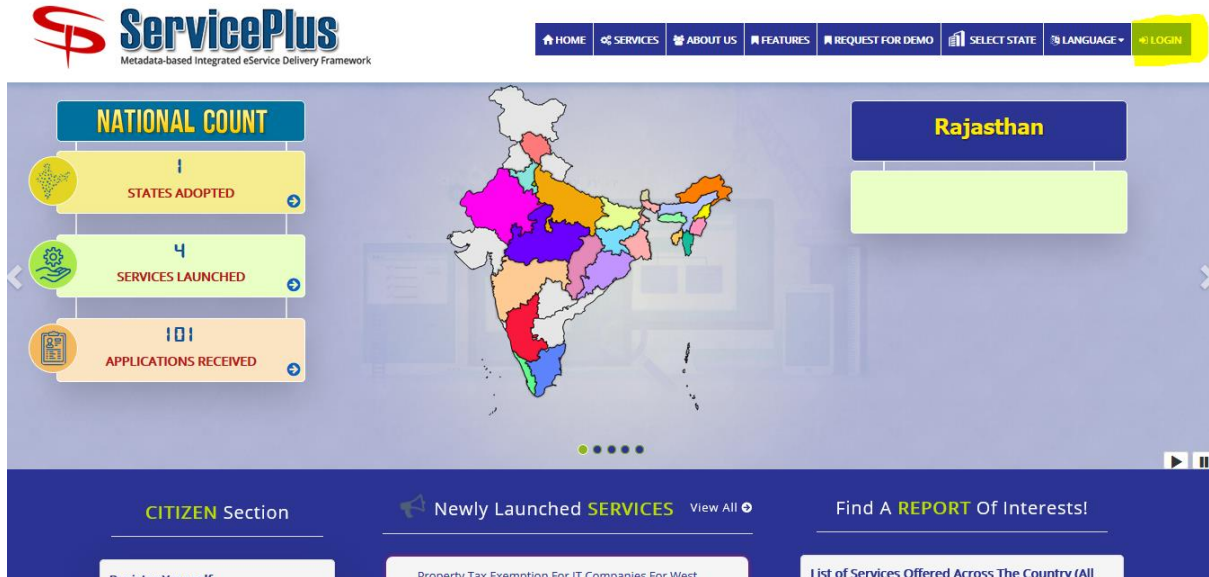 ServicePlus
Metadata-based Integrated eService Delivery Framework
HOME SERVICES ABOUT US FEATURES REQUEST FOR DEMO SELECT STATE LANGUAGE LOGIN
NATIONAL COUNT
1
STATES ADOPTED
4
SERVICES LAUNCHED
101
APPLICATIONS RECEIVED
Rajasthan
CITIZEN Section
Newly Launched SERVICES View All
Find A REPORT Of Interests!
Property Tax Exemption For IT Companies For West
List of Services Offered Across The Country (All